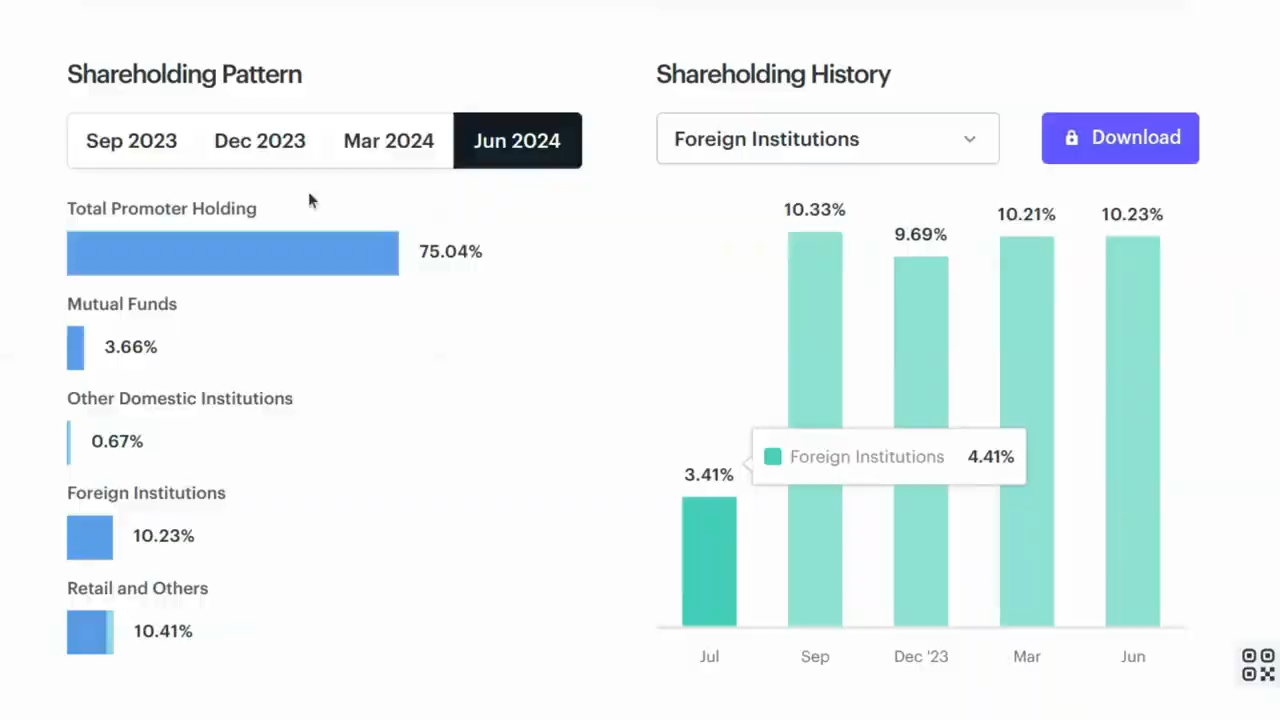 Shareholding Pattern
Sep 2023 Dec 2023 Mar 2024 Jun 2024
Total Promoter Holding
75.04%
Mutual Funds
3.66%
Other Domestic Institutions
0.67%
Foreign Institutions
10.23%
Retail and Others
10.41%
Shareholding History
Foreign Institutions
Download
10.33%
9.69%
10.21%
10.23%
3.41%
Foreign Institutions 4.41%
Jul Sep Dec '23 Mar Jun